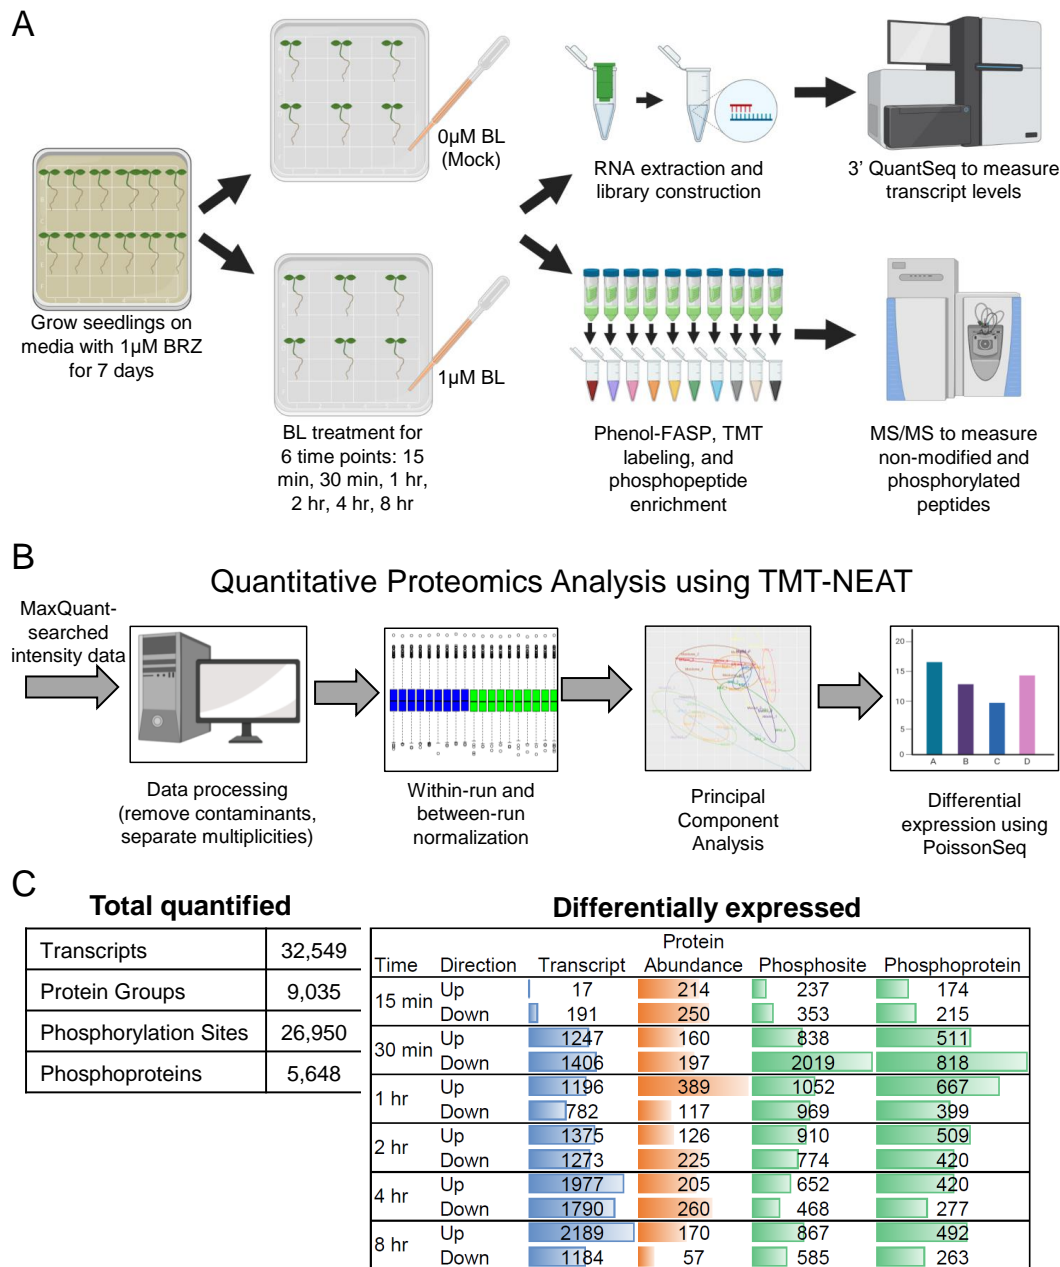 A
0µM BL
(Mock)
RNA extraction and
library construction
3' QuantSeq to measure
transcript levels
Grow seedlings on
media with 1µM BRZ
for 7 days
1µM BL
BL treatment for
6 time points: 15
min, 30 min, 1 hr,
2 hr, 4 hr, 8 hr
Phenol-FASP, TMT
labeling, and
phosphopeptide
enrichment
MS/MS to measure
non-modified and
phosphorylated
peptides
B
Quantitative Proteomics Analysis using TMT-NEAT
MaxQuant-
searched
intensity data
Data processing
(remove contaminants,
separate multiplicities)
Within-run and
between-run
normalization
Principal
Component
Analysis
20
15
10
5
0
A B C D
Differential
expression using
PoissonSeq
C
Total quantified
Transcripts 32,549
Protein Groups 9,035
Phosphorylation Sites 26,950
Phosphoproteins 5,648
Differentially expressed
Protein
Time Direction Transcript Abundance Phosphosite Phosphoprotein
15 min Up 17 214 237 174
Down 191 250 353 215
30 min Up 1247 160 838 511
Down 1406 197 2019 818
1 hr Up 1196 389 1052 667
Down 782 117 969 399
2 hr Up 1375 126 910 509
Down 1273 225 774 420
4 hr Up 1977 205 652 420
Down 1790 260 468 277
8 hr Up 2189 170 867 492
Down 1184 57 585 263